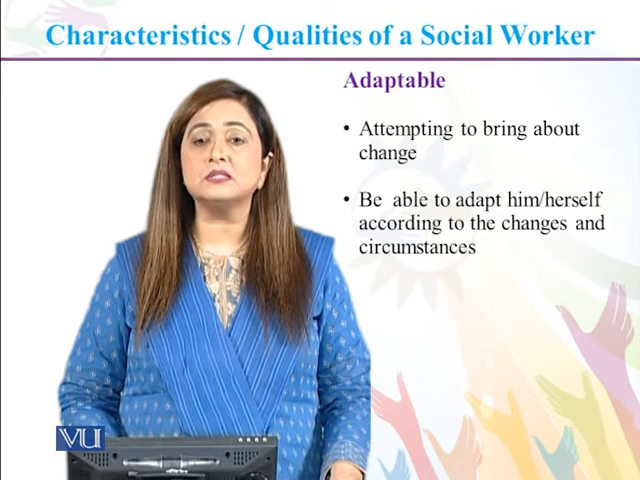 Characteristics / Qualities of a Social Worker
Adaptable
• Attempting to bring about
change
• Be able to adapt him/herself
according to the changes and
circumstances
VU